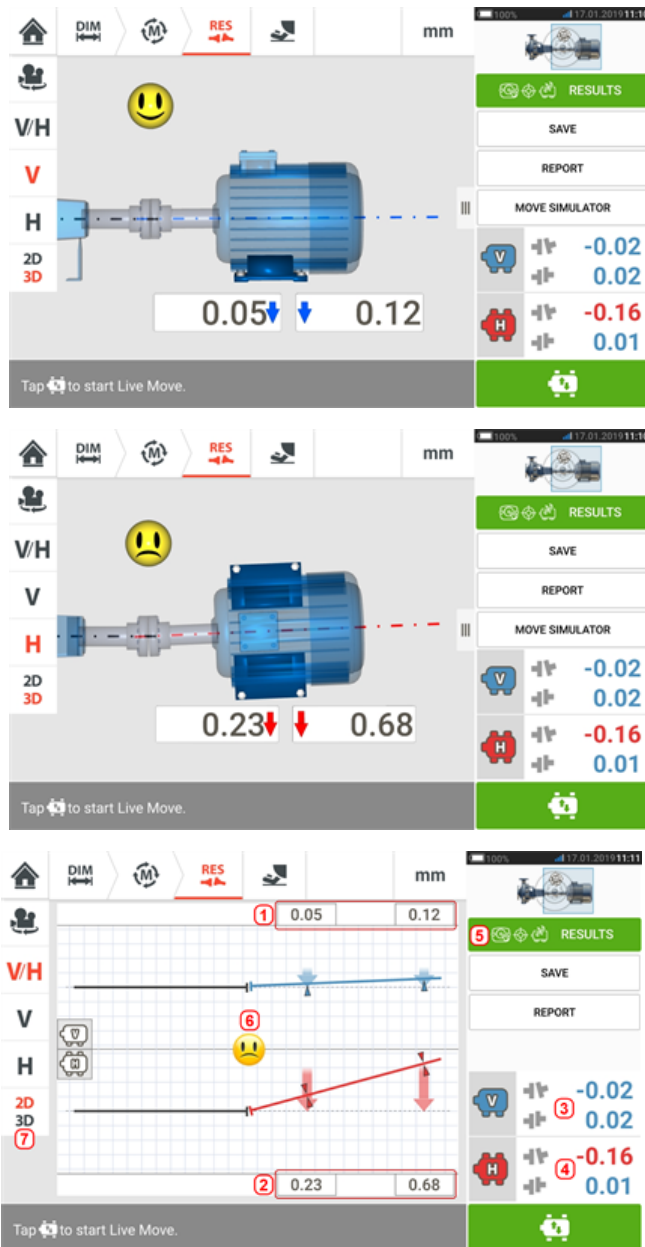 DIM
M
RES
mm
100%
17.01.2019 11:10
RESULTS
V/H
V
H
2D
3D
SAVE
REPORT
MOVE SIMULATOR
V
-0.02
0.02
H
-0.16
0.01
0.05
0.12
Tap to start Live Move.
DIM
M
RES
mm
100%
17.01.2019 11:10
RESULTS
V/H
V
H
2D
3D
SAVE
REPORT
MOVE SIMULATOR
V
-0.02
0.02
H
-0.16
0.01
0.23
0.68
Tap to start Live Move.
DIM
M
RES
mm
100%
17.01.2019 11:11
1
0.05
0.12
5
RESULTS
V/H
V
H
2D
3D
7
V
H
6
SAVE
REPORT
V
3
-0.02
0.02
H
4
-0.16
0.01
2
0.23
0.68
Tap to start Live Move.